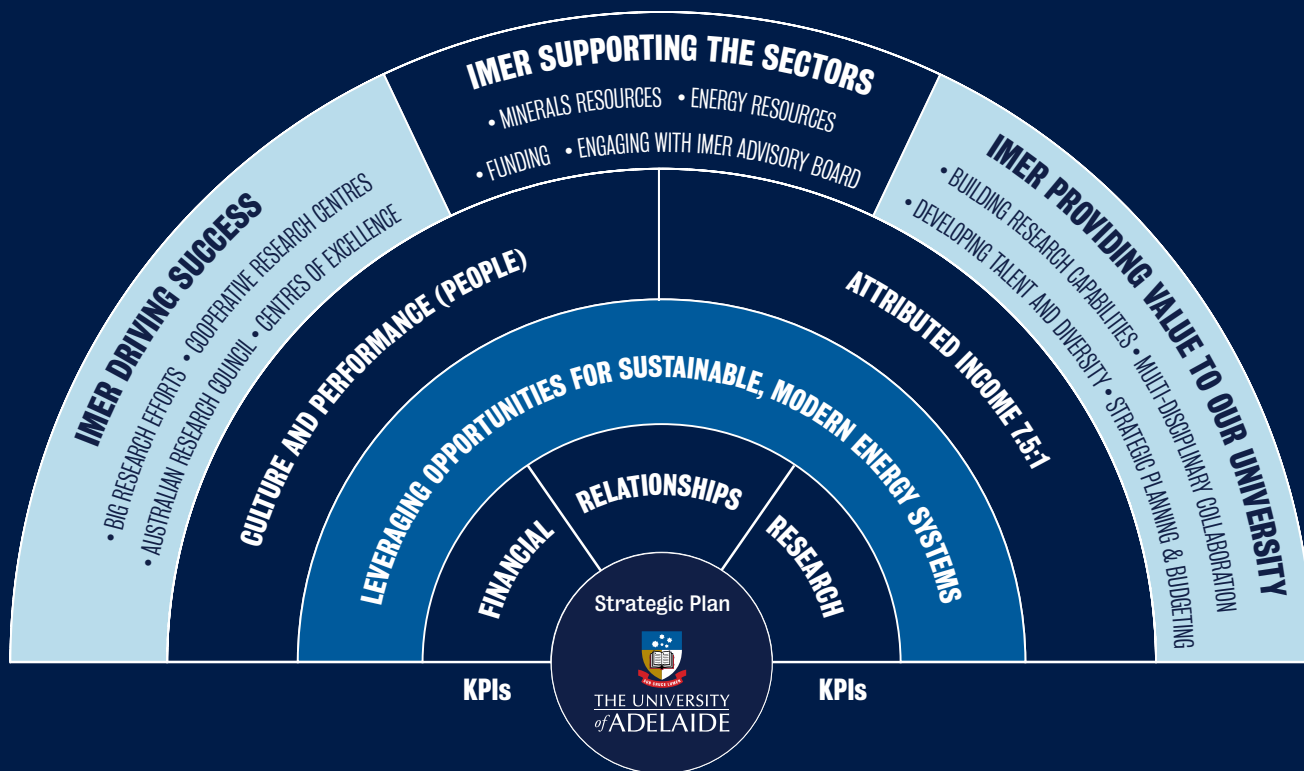 IMER SUPPORTING THE SECTORS
• MINERALS RESOURCES • ENERGY RESOURCES
• FUNDING • ENGAGING WITH IMER ADVISORY BOARD
IMER DRIVING SUCCESS
• BIG RESEARCH EFFORTS • COOPERATIVE RESEARCH CENTRES
• AUSTRALIAN RESEARCH COUNCIL • CENTRES OF EXCELLENCE
IMER PROVIDING VALUE TO OUR UNIVERSITY
• BUILDING RESEARCH CAPABILITIES • MULTI-DISCIPLINARY COLLABORATION
• DEVELOPING TALENT AND DIVERSITY • STRATEGIC PLANNING & BUDGETING
CULTURE AND PERFORMANCE (PEOPLE)
ATTRIBUTED INCOME 7.5:1
LEVERAGING OPPORTUNITIES FOR SUSTAINABLE, MODERN ENERGY SYSTEMS
FINANCIAL
RELATIONSHIPS
RESEARCH
Strategic Plan
SUB CRUCE LUMEN
THE UNIVERSITY
of ADELAIDE
KPIs
KPIs